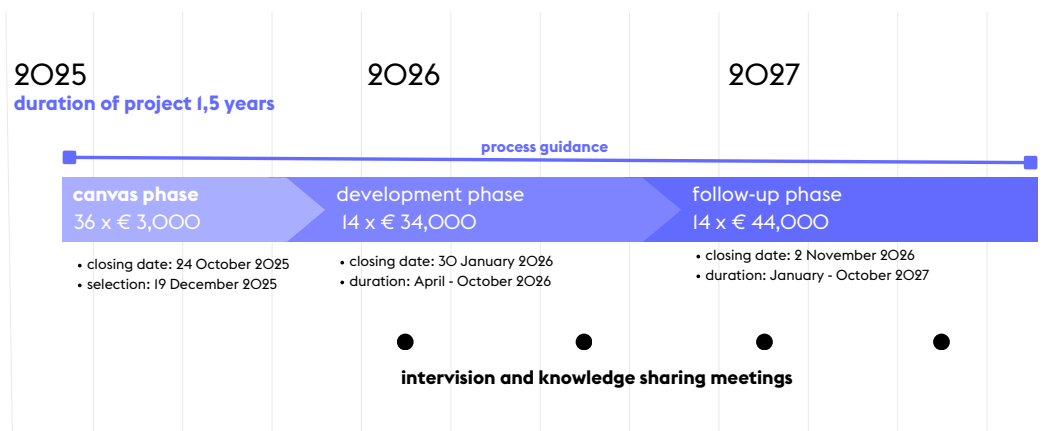 2025
2026
2027
duration of project 1,5 years
process guidance
canvas phase
36 x € 3,000
development phase
14 x € 34,000
follow-up phase
14 x € 44,000
• closing date: 24 October 2025
• selection: 19 December 2025
• closing date: 30 January 2026
• duration: April - October 2026
• closing date: 2 November 2026
• duration: January - October 2027
intervision and knowledge sharing meetings